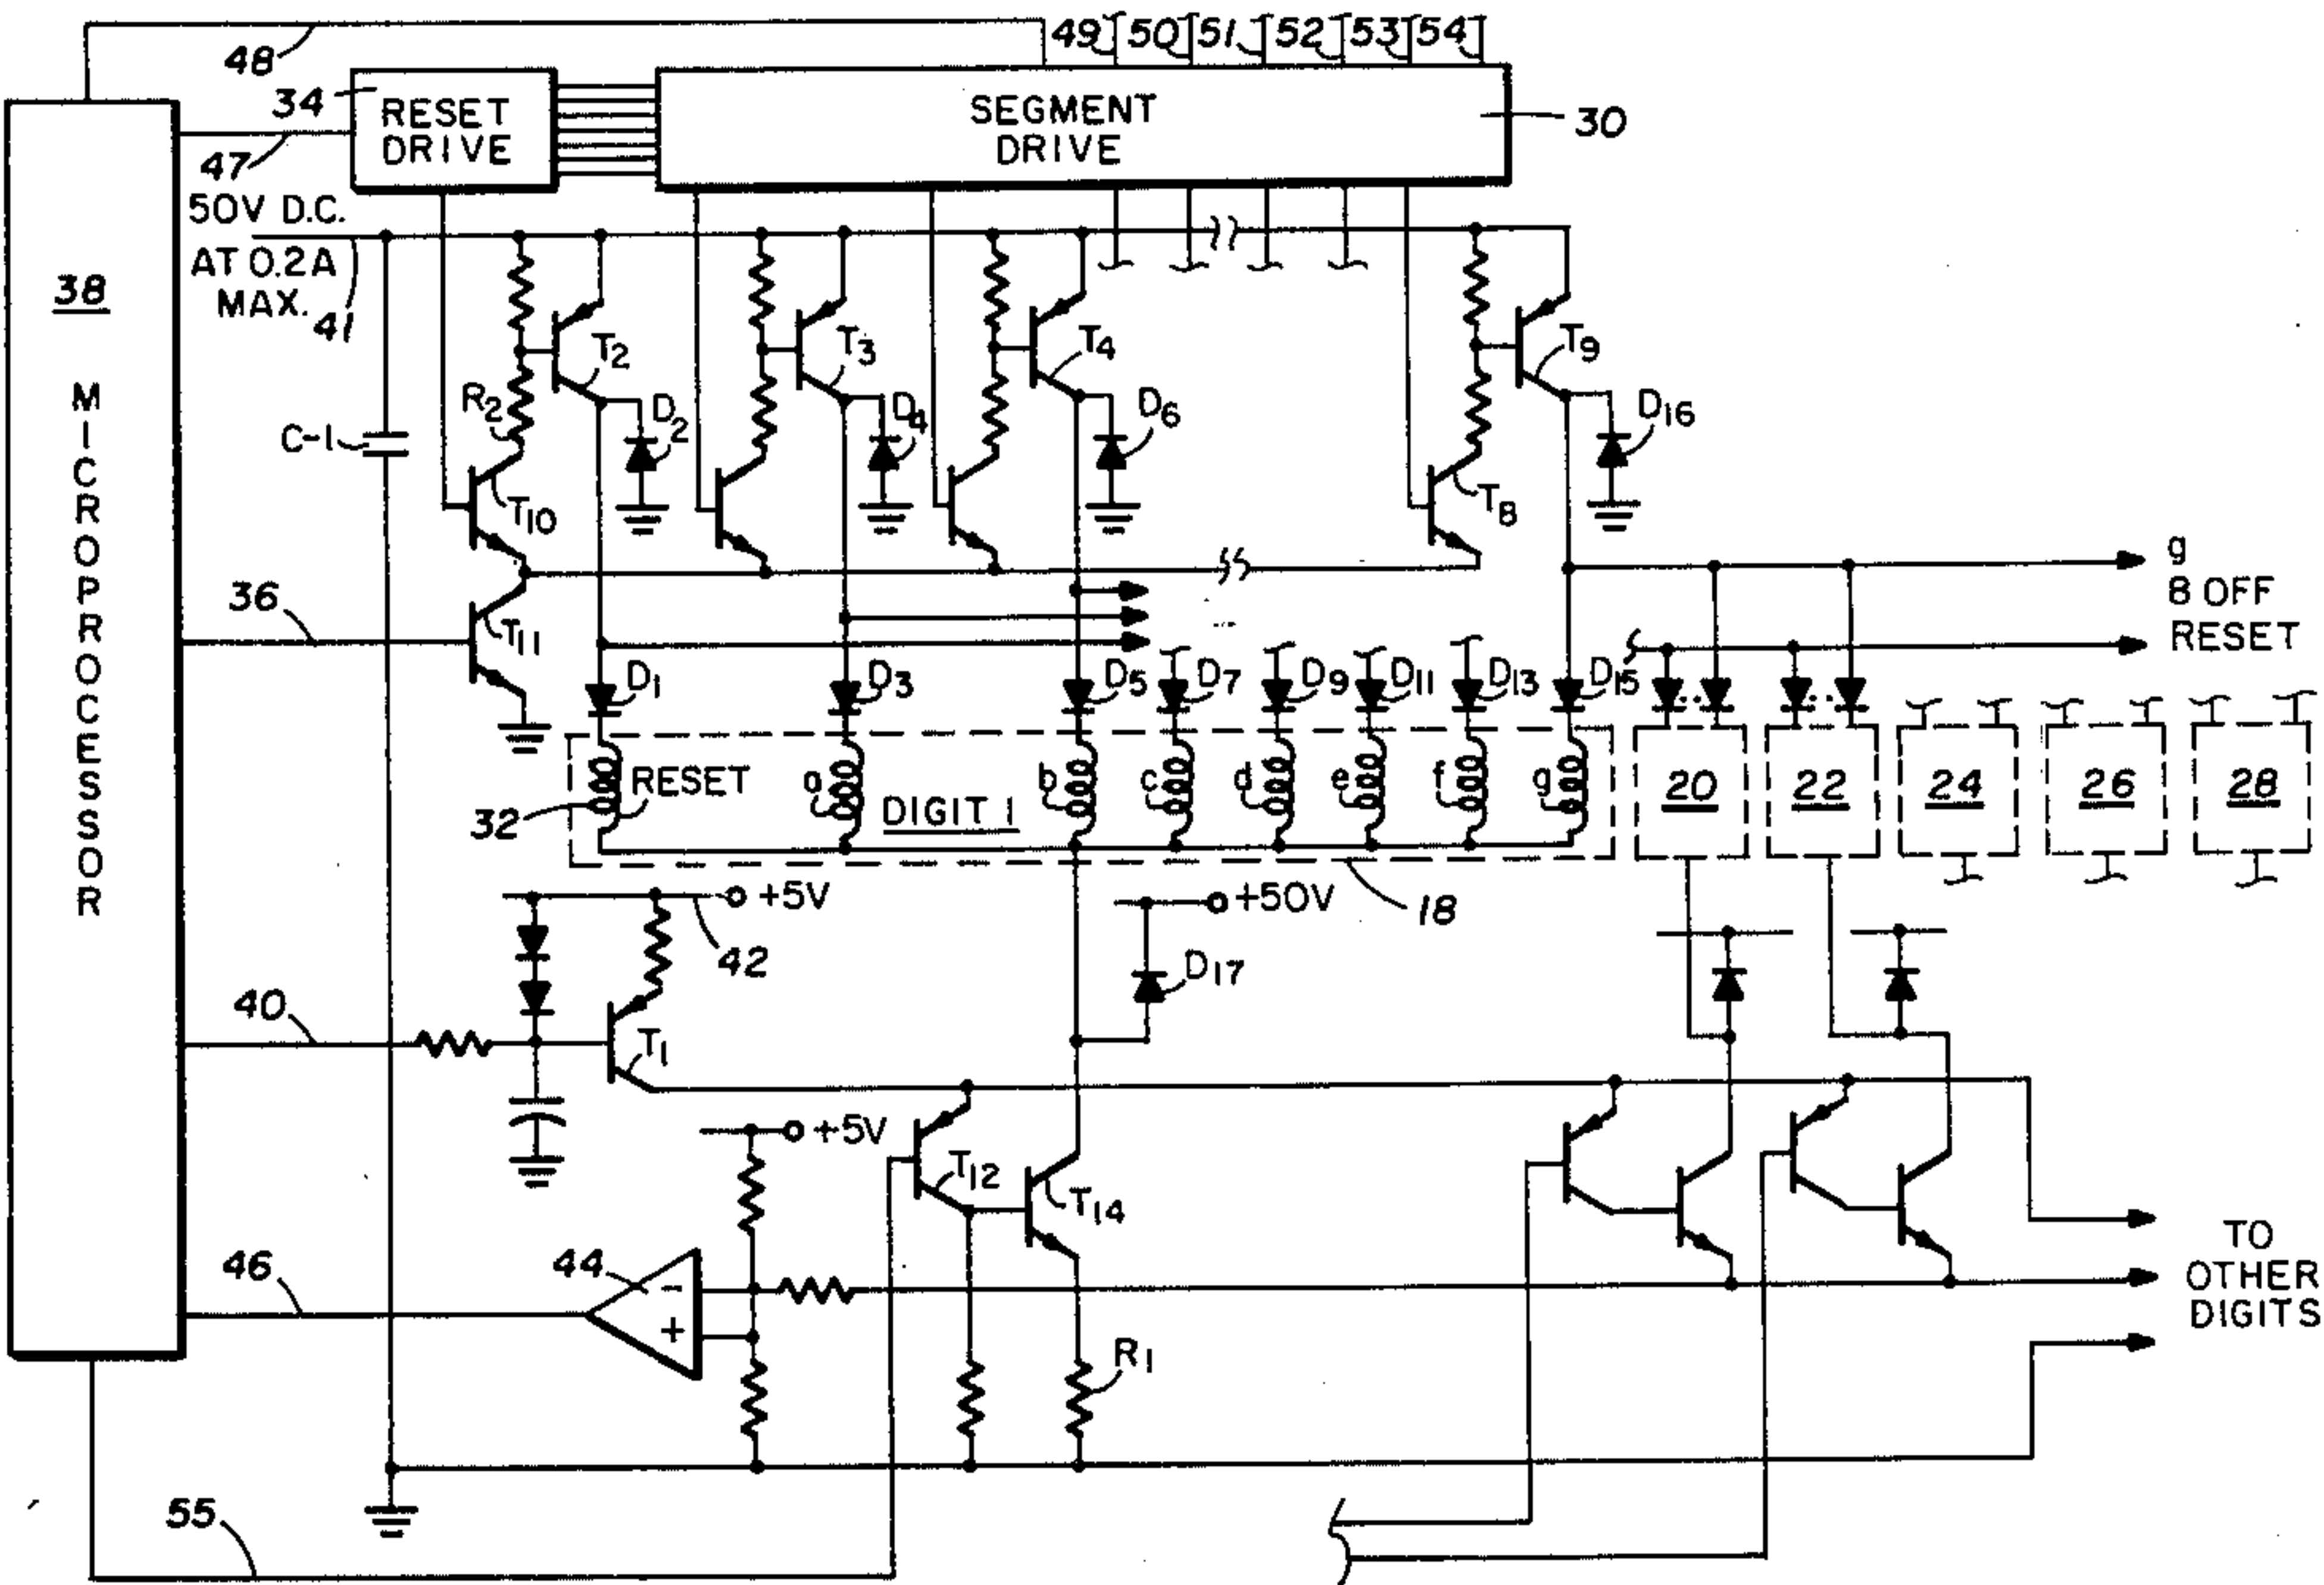 48
49 50 51 52 53 54
34
RESET
DRIVE
SEGMENT
DRIVE
30
47
50V D.C.
AT 0.2A
MAX.
41
38
MICROPROCESSOR
T2
T3
T4
T9
R2
D2
D4
D6
D16
C-1
T10
T8
36
T11
g
8 OFF
RESET
D1
D3
D5
D7
D9
D11
D13
D15
RESET
32
a
DIGIT 1
b
c
d
e
f
g
20
22
24
26
28
18
+5V
42
+50V
D17
40
T1
+5V
T12
T14
44
-
+
46
R1
TO
OTHER
DIGITS
55